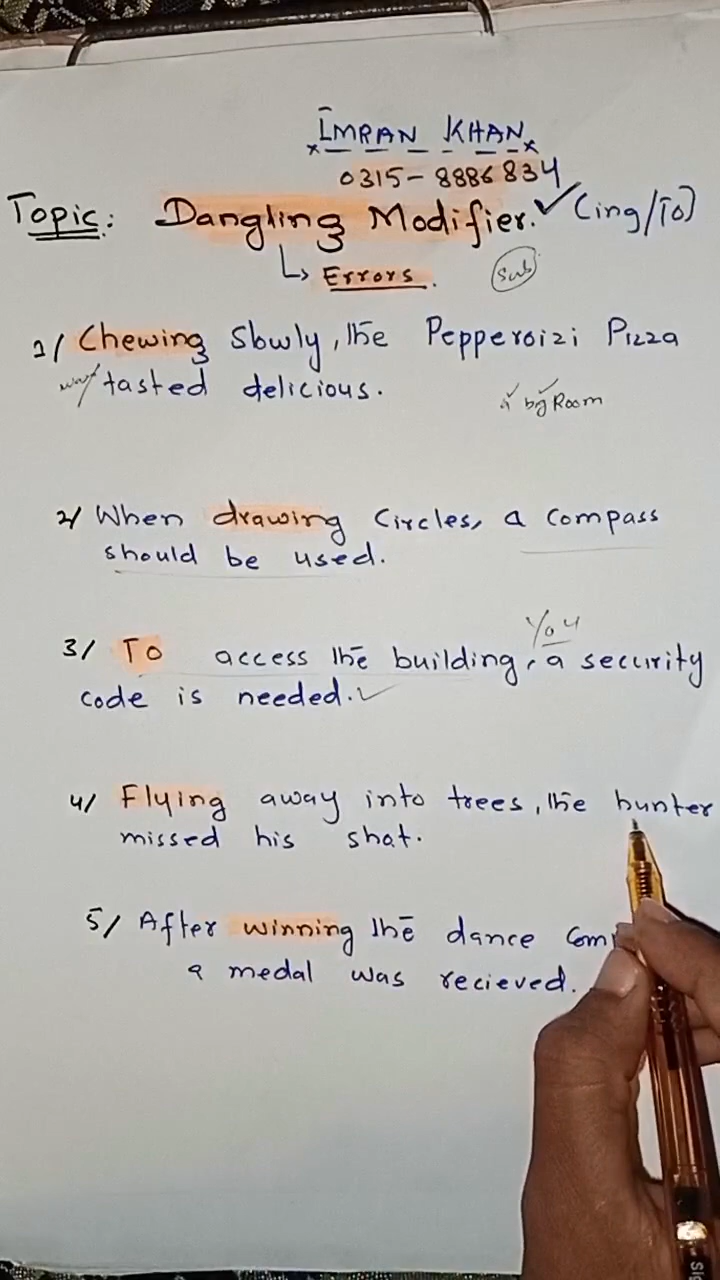 IMRAN KHAN
0315-8886834
Topic: Dangling Modifier. (ing/To)
Errors. Sub
1/ Chewing Slowly, the Pepperoizi Pizza
tasted delicious.
Room
2/ When drawing Circles, a compass
should be used.
You
3/ To access the building, a security
code is needed.
4/ Flying away into trees, the hunter
missed his shot.
5/ After winning the dance Com
a medal was recieved.